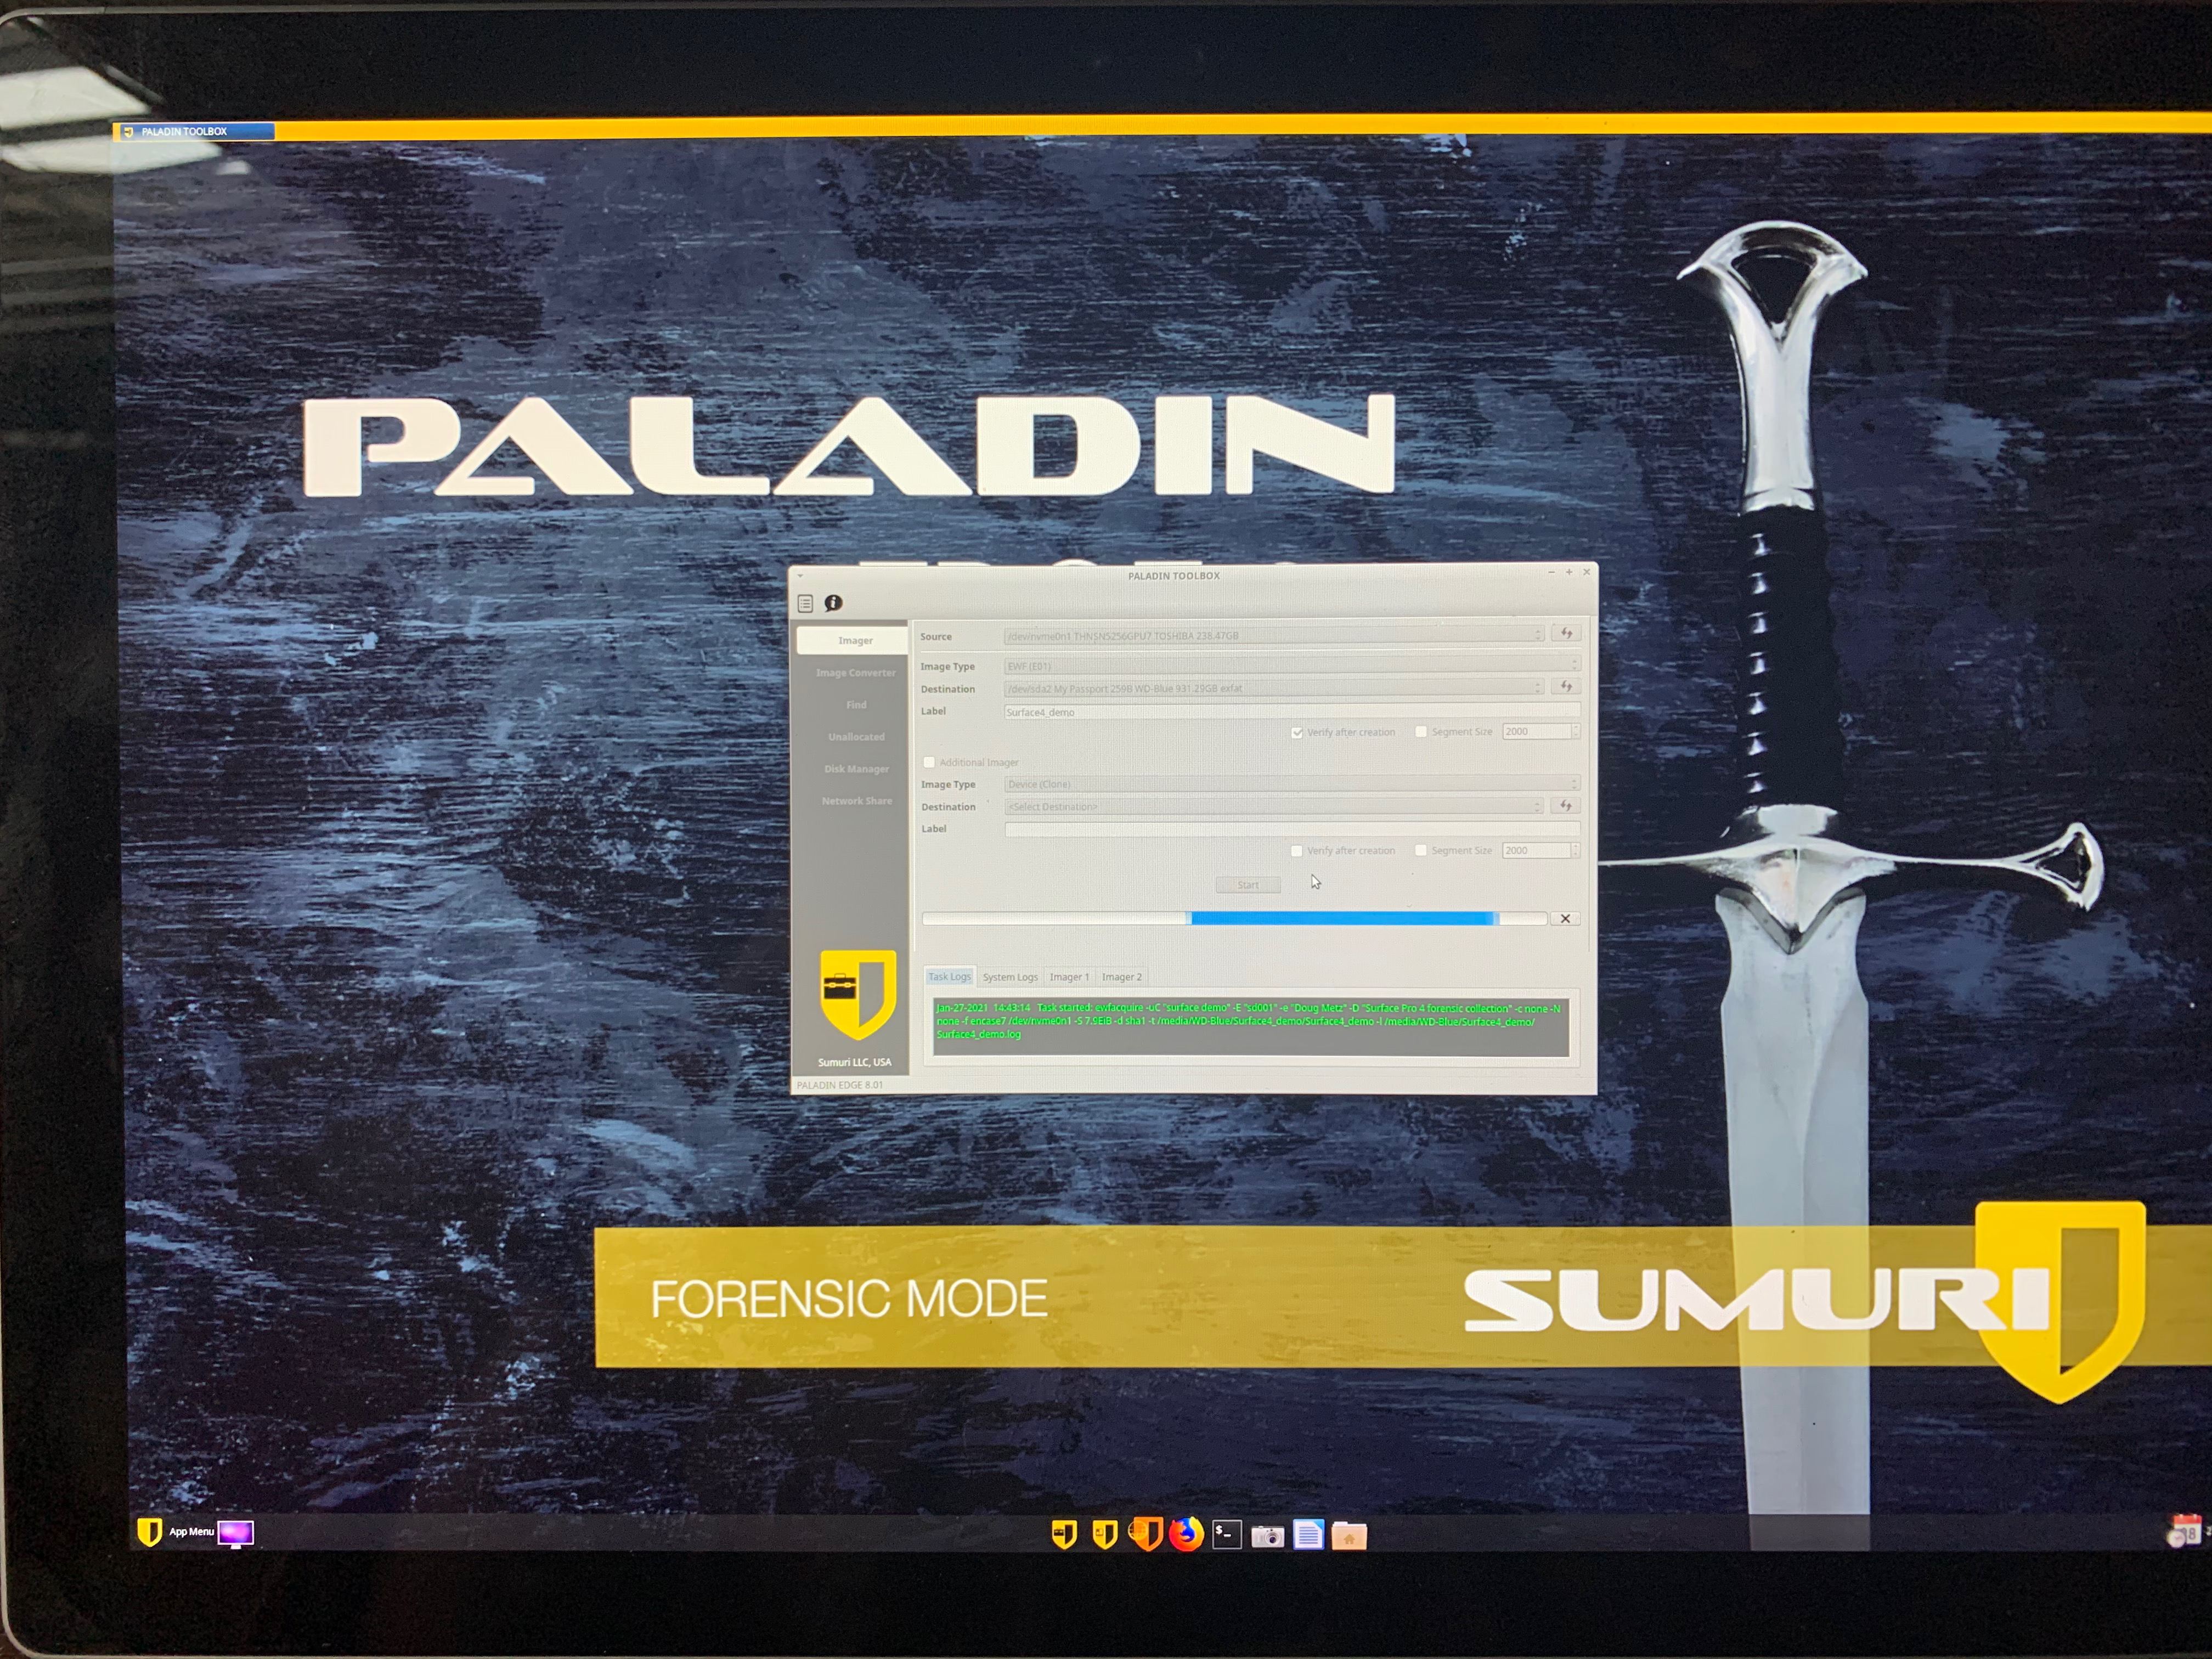 PALADIN TOOLBOX
PALADIN
PALADIN TOOLBOX
Imager
Image Converter
Find
Unallocated
Disk Manager
Network Share
Source /dev/nvme0n1 THNSN5256GPU7 TOSHIBA 238.47GB
Image Type EWF (E01)
Destination /dev/sda2 My Passport 259B WD-Blue 931.29GB exfat
Label Surface4_demo
Verify after creation Segment Size 2000
Additional Imager
Image Type Device (Clone)
Destination <Select Destination>
Label
Verify after creation Segment Size 2000
Start
Task Logs System Logs Imager 1 Imager 2
Jan-27-2021 14:43:14 Task started: ewfacquire -uC "surface demo" -E "sd001" -e "Doug Metz" -D "Surface Pro 4 forensic collection" -c none -N
none -f encase7 /dev/nvme0n1 -S 7.9EiB -d sha1 -t /media/WD-Blue/Surface4_demo/Surface4_demo -l /media/WD-Blue/Surface4_demo/
Surface4_demo.log
Sumuri LLC, USA
PALADIN EDGE 8.01
FORENSIC MODE
SUMURI
App Menu